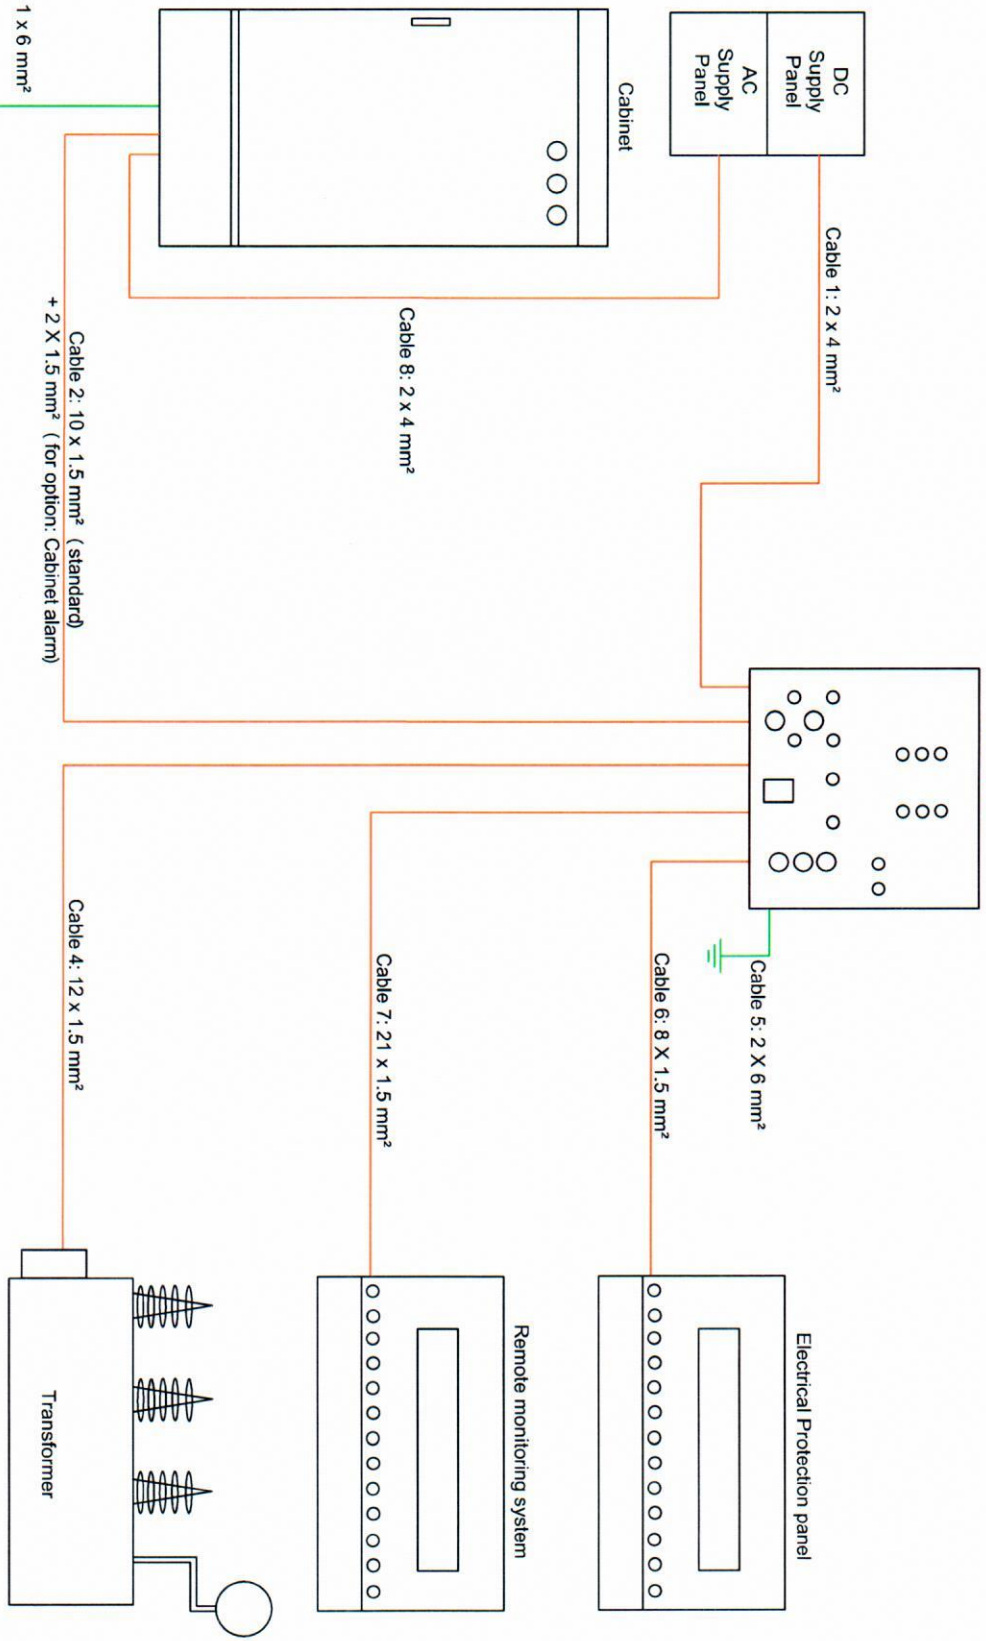 DC
Supply
Panel
AC
Supply
Panel
Cable 1: 2 x 4 mm²
Cabinet
Cable 8: 2 x 4 mm²
1 x 6 mm²
Cable 2: 10 x 1.5 mm² ( standard)
+ 2 X 1.5 mm² ( for option: Cabinet alarm)
Cable 5: 2 X 6 mm²
Cable 6: 8 X 1.5 mm²
Cable 7: 21 x 1.5 mm²
Cable 4: 12 x 1.5 mm²
Electrical Protection panel
Remote monitoring system
Transformer